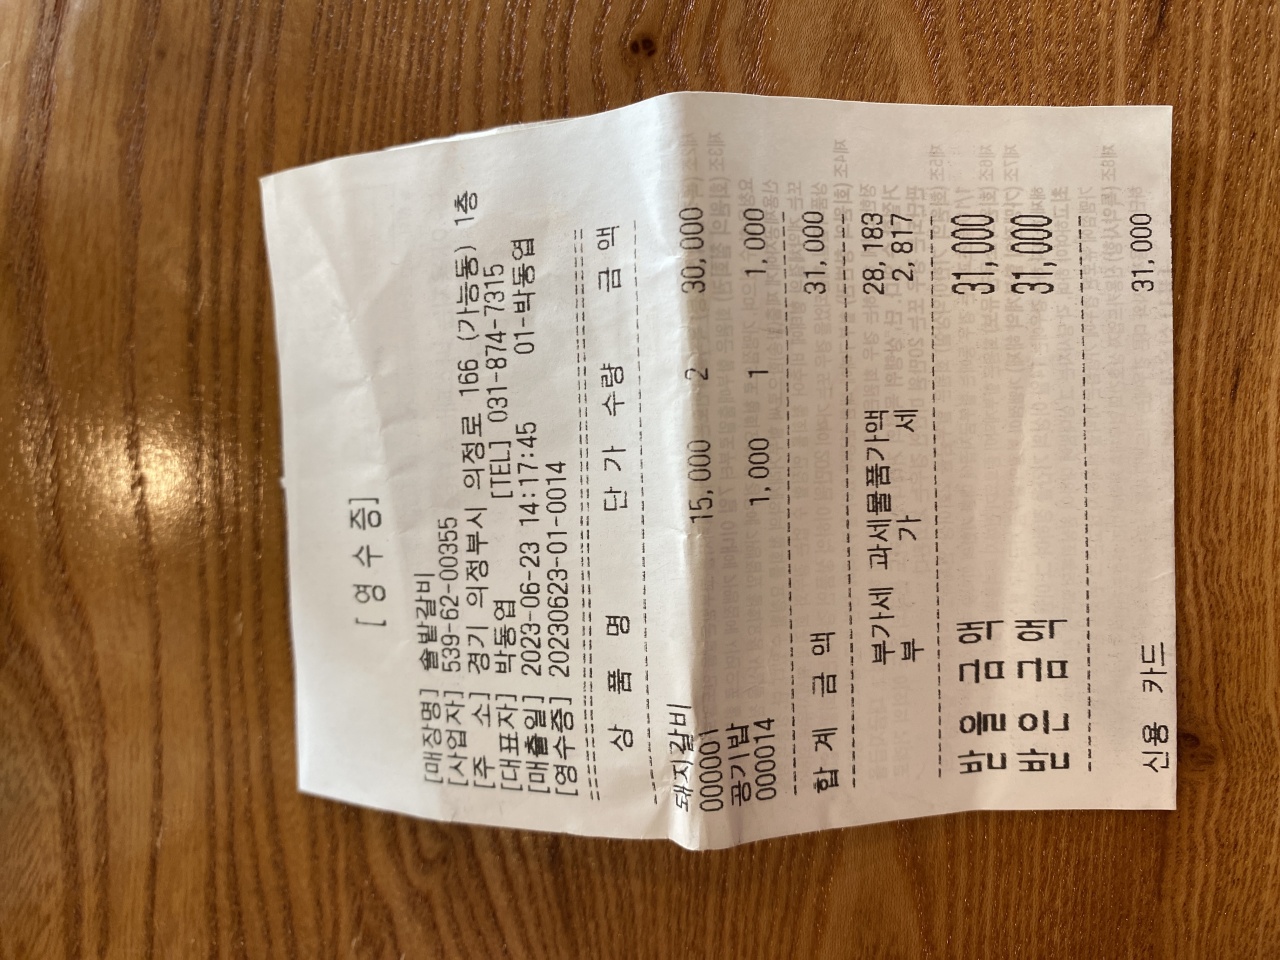 [영 수 증]
[매장명] 솔밭갈비
[사업자] 539-62-00355
[주 소] 경기 의정부시 의정로 166 (가능동) 1층
[대표자] 박동엽 [TEL] 031-874-7315
[매출일] 2023-06-23 14:17:45 01-박동엽
[영수증] 20230623-01-0014
상 품 명 단 가 수량 금 액
돼지갈비
000001 15,000 2 30,000
공기밥
000014 1,000 1 1,000
합 계 금 액 31,000
부가세 과세물품가액 28,183
부 가 세 2,817
받을금액 31,000
받은금액 31,000
신용 카드 31,000